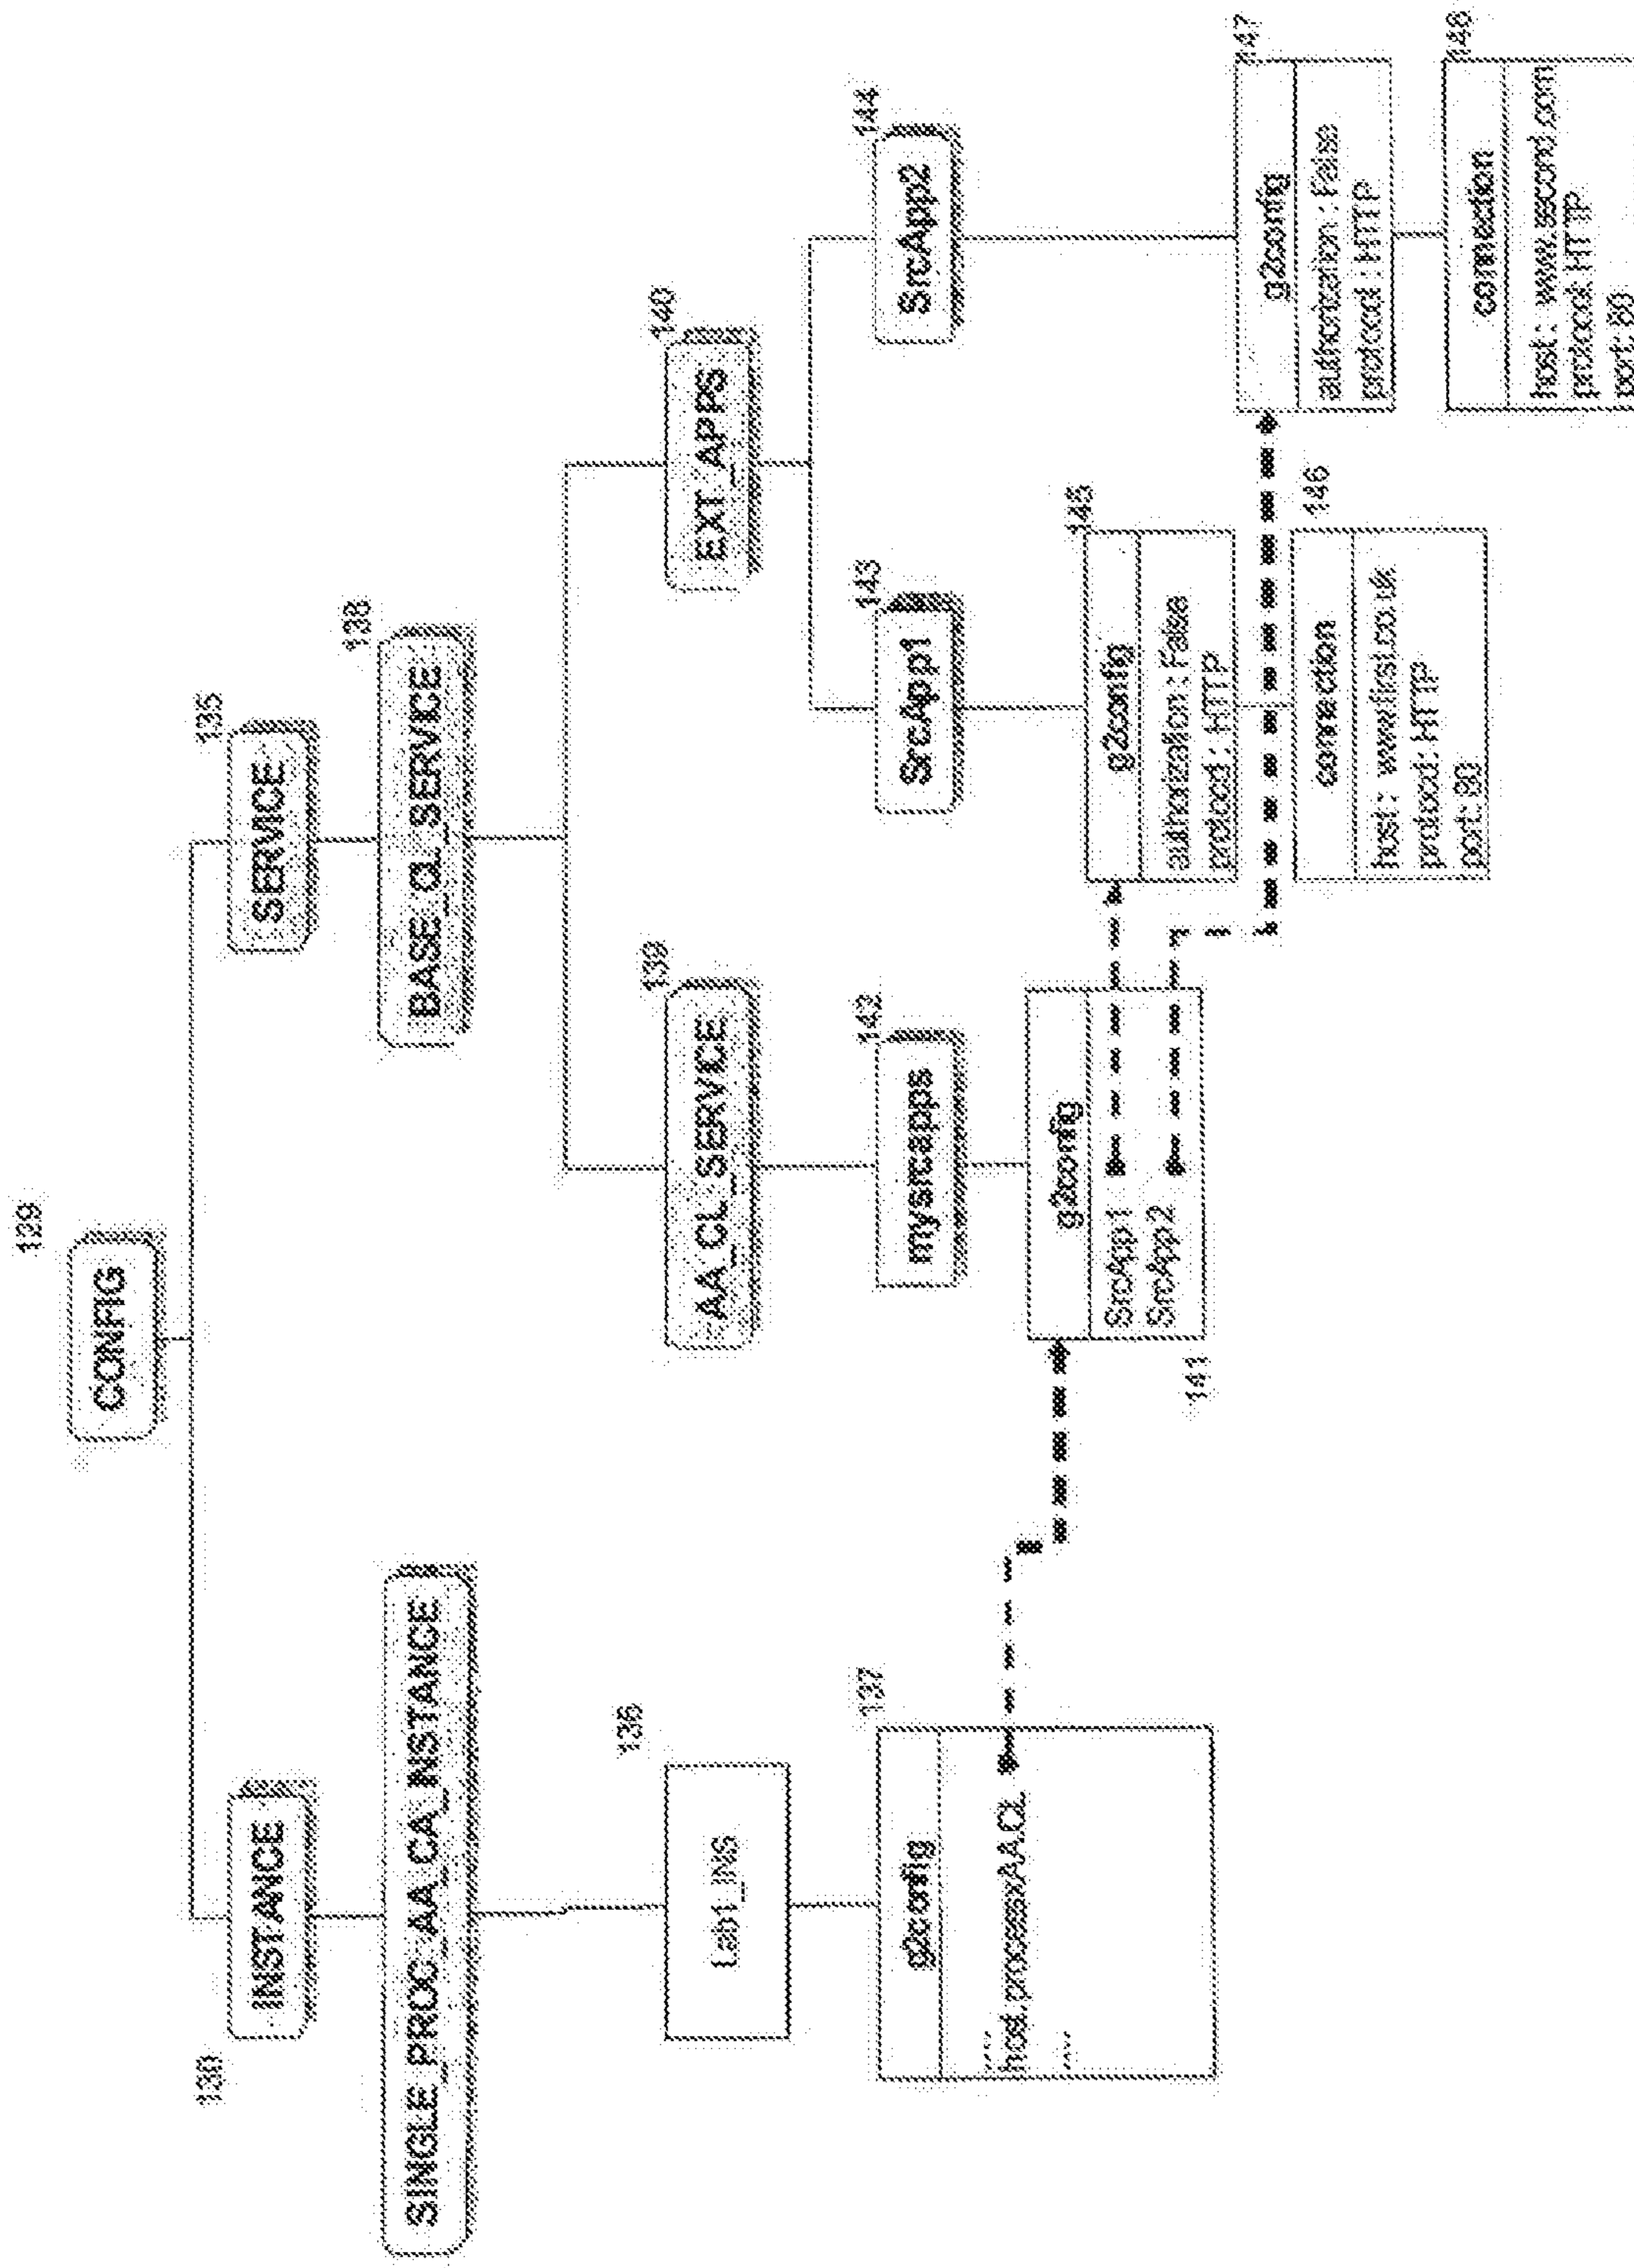 139
CONFIG
130
INSTANCE
135
SERVICE
SINGLE_PROC_AA_CA_INSTANCE
138
BASE_CL_SERVICE
136
Lab1_INS
139
AA_CL_SERVICE
140
EXT_APPS
137
g2config
host.processxAA.CL
142
mysrcapps
143
SrcApp1
144
SrcApp2
141
g2config
SrcApp1
SrcApp2
145
g2config
authorization : False
protocol : HTTP
147
g2config
authorization : False
protocol : HTTP
146
connection
host : www.first.co.uk
protocol : HTTP
port : 80
148
connection
host : www.second.com
protocol : HTTP
port : 80